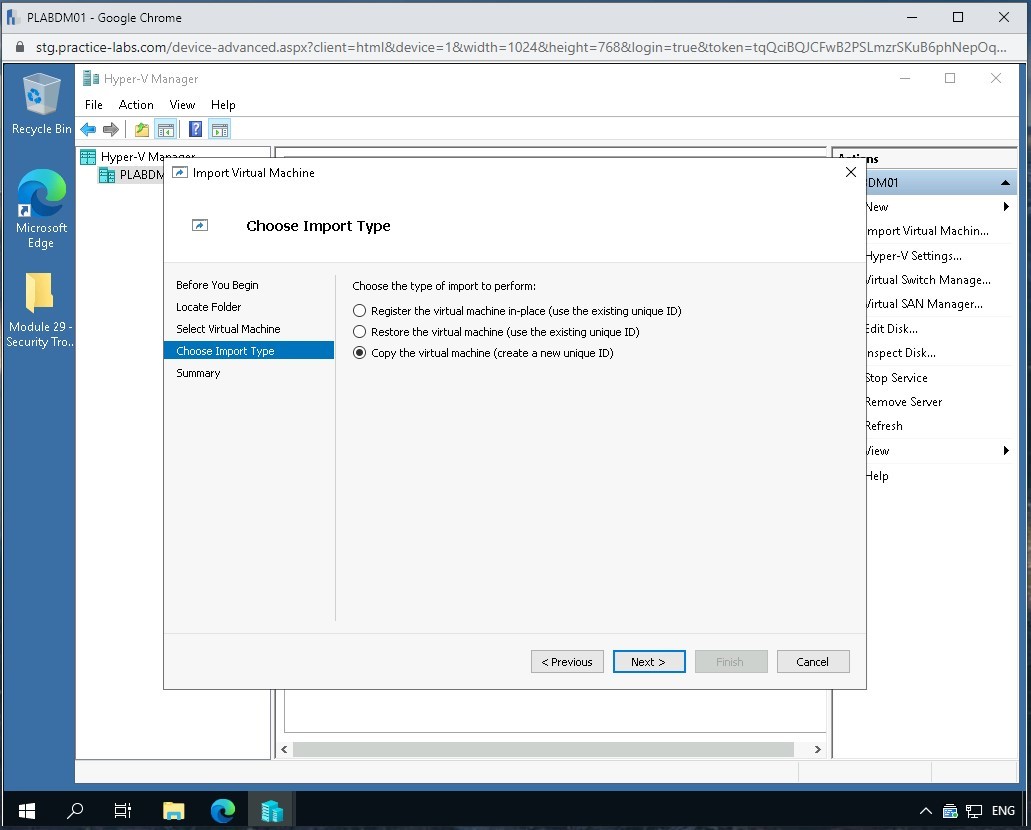 PLABDM01 - Google Chrome
stg.practice-labs.com/device-advanced.aspx?client=html&device=1&width=1024&height=768&login=true&token=tqQciBQJCFwB2PSLmzrSKuB6phNepOq...
Recycle Bin
Microsoft
Edge
Module 29 -
Security Tro...
Hyper-V Manager
File Action View Help
Hyper-V Manager
PLABDM
Actions
BDM01
New
Import Virtual Machin...
Hyper-V Settings...
Virtual Switch Manage...
Virtual SAN Manager...
Edit Disk...
Inspect Disk...
Stop Service
Remove Server
Refresh
View
Help
Import Virtual Machine
Choose Import Type
Before You Begin
Locate Folder
Select Virtual Machine
Choose Import Type
Summary
Choose the type of import to perform:
Register the virtual machine in-place (use the existing unique ID)
Restore the virtual machine (use the existing unique ID)
Copy the virtual machine (create a new unique ID)
< Previous
Next >
Finish
Cancel
ENG